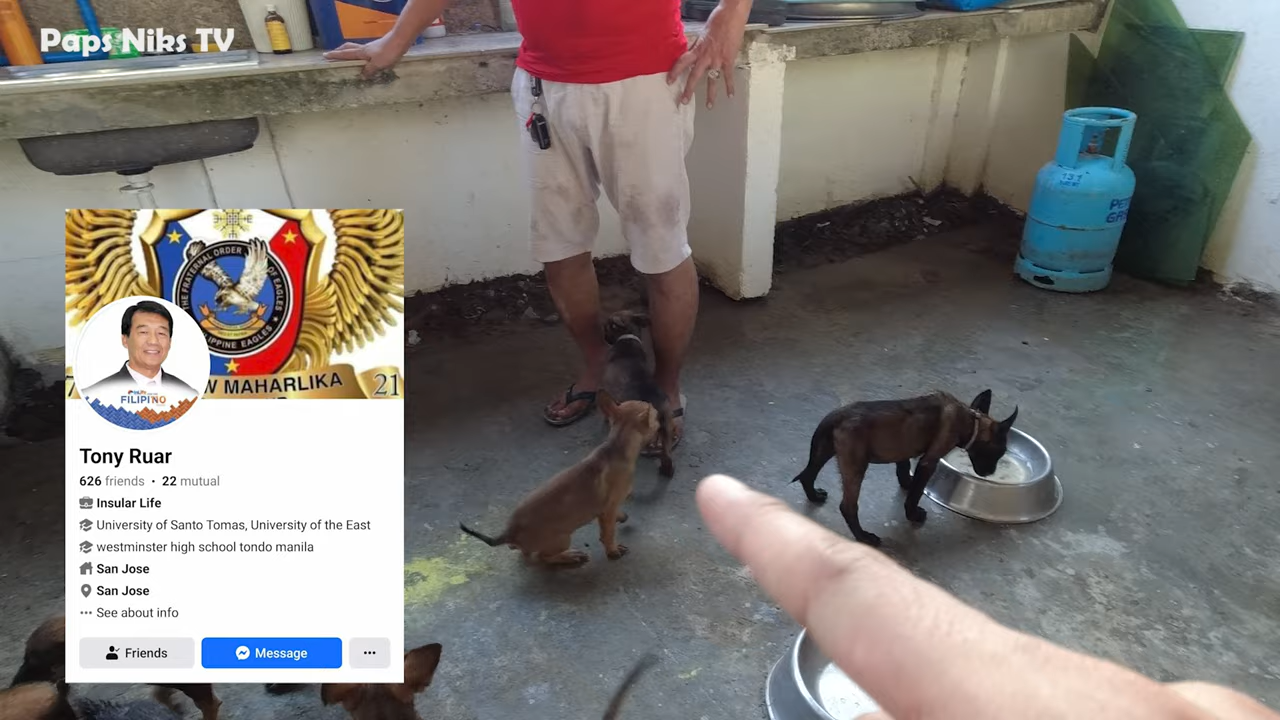 Paps Niks TV
THE FRATERNAL ORDER OF EAGLES
PHILIPPINE EAGLES
W MAHARLIKA
21
FILIPINO
Tony Ruar
626 friends • 22 mutual
Insular Life
University of Santo Tomas, University of the East
westminster high school tondo manila
San Jose
San Jose
See about info
Friends
Message